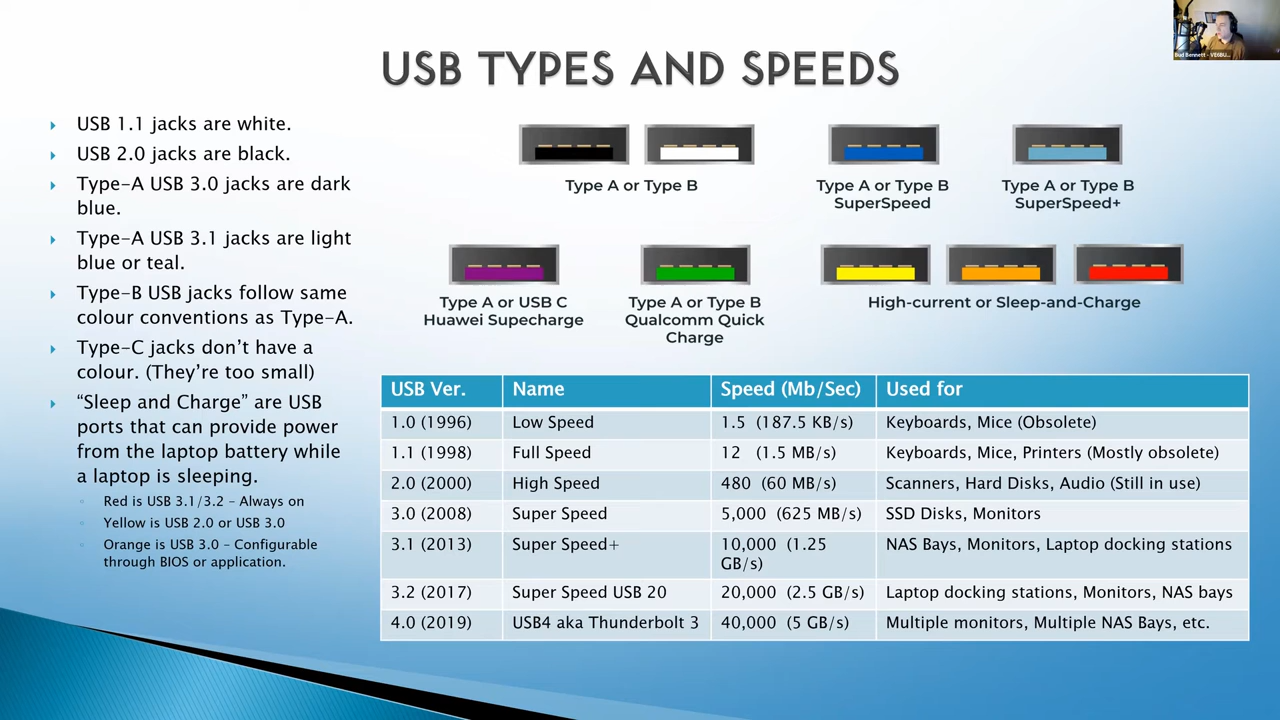 USB TYPES AND SPEEDS
Bud Bennett - VE6BU...
USB 1.1 jacks are white.
USB 2.0 jacks are black.
Type-A USB 3.0 jacks are dark
blue.
Type-A USB 3.1 jacks are light
blue or teal.
Type-B USB jacks follow same
colour conventions as Type-A.
Type-C jacks don’t have a
colour. (They’re too small)
“Sleep and Charge” are USB
ports that can provide power
from the laptop battery while
a laptop is sleeping.
Red is USB 3.1/3.2 – Always on
Yellow is USB 2.0 or USB 3.0
Orange is USB 3.0 – Configurable
through BIOS or application.
Type A or Type B
Type A or Type B
SuperSpeed
Type A or Type B
SuperSpeed+
Type A or USB C
Huawei Supecharge
Type A or Type B
Qualcomm Quick
Charge
High-current or Sleep-and-Charge
USB Ver. Name Speed (Mb/Sec) Used for
1.0 (1996) Low Speed 1.5 (187.5 KB/s) Keyboards, Mice (Obsolete)
1.1 (1998) Full Speed 12 (1.5 MB/s) Keyboards, Mice, Printers (Mostly obsolete)
2.0 (2000) High Speed 480 (60 MB/s) Scanners, Hard Disks, Audio (Still in use)
3.0 (2008) Super Speed 5,000 (625 MB/s) SSD Disks, Monitors
3.1 (2013) Super Speed+ 10,000 (1.25 NAS Bays, Monitors, Laptop docking stations
GB/s)
3.2 (2017) Super Speed USB 20 20,000 (2.5 GB/s) Laptop docking stations, Monitors, NAS bays
4.0 (2019) USB4 aka Thunderbolt 3 40,000 (5 GB/s) Multiple monitors, Multiple NAS Bays, etc.